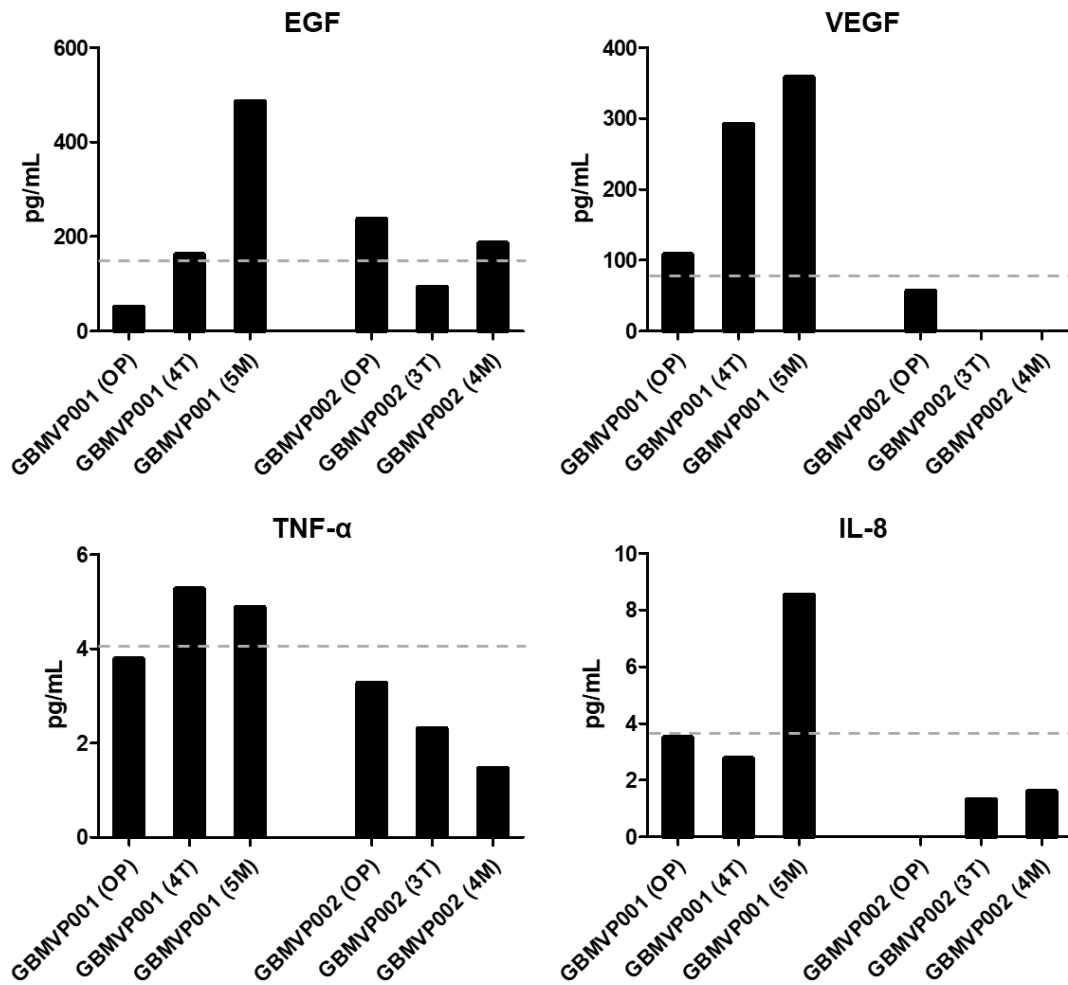 EGF
600
400
200
0
pg/mL
GBMVP001 (OP)
GBMVP001 (4T)
GBMVP001 (5M)
GBMVP002 (OP)
GBMVP002 (3T)
GBMVP002 (4M)
VEGF
400
300
200
100
0
pg/mL
GBMVP001 (OP)
GBMVP001 (4T)
GBMVP001 (5M)
GBMVP002 (OP)
GBMVP002 (3T)
GBMVP002 (4M)
TNF-α
6
4
2
0
pg/mL
GBMVP001 (OP)
GBMVP001 (4T)
GBMVP001 (5M)
GBMVP002 (OP)
GBMVP002 (3T)
GBMVP002 (4M)
IL-8
10
8
6
4
2
0
pg/mL
GBMVP001 (OP)
GBMVP001 (4T)
GBMVP001 (5M)
GBMVP002 (OP)
GBMVP002 (3T)
GBMVP002 (4M)